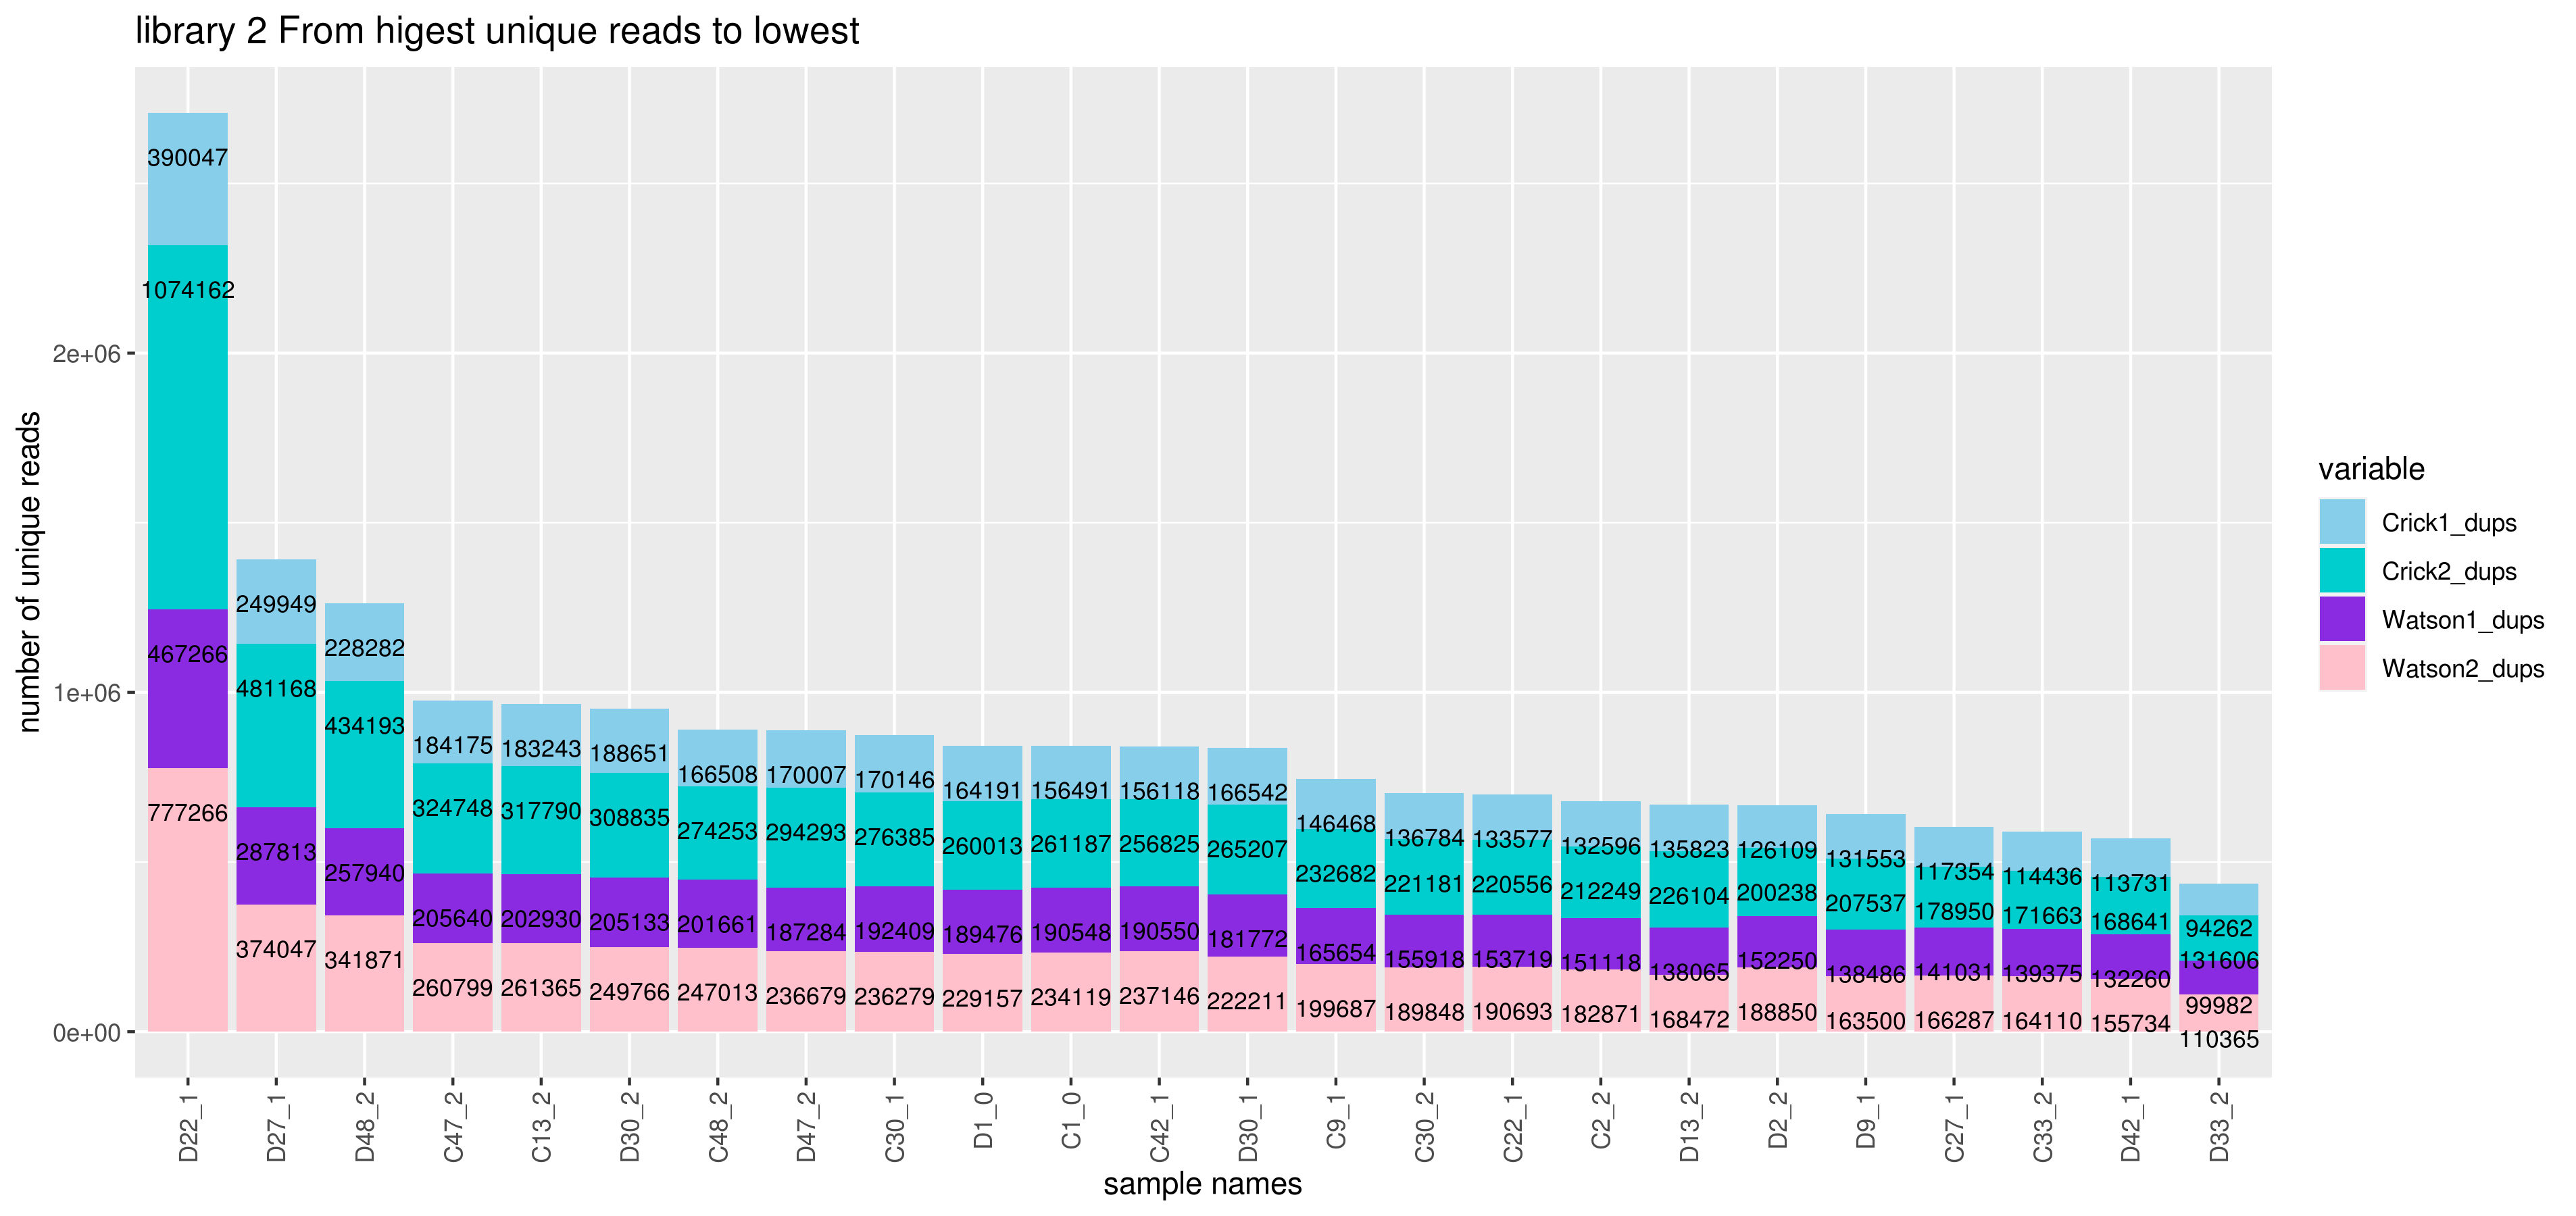 library 2 From higest unique reads to lowest
number of unique reads
2e+06
1e+06
0e+00
390047
1074162
467266
777266
249949
481168
287813
374047
228282
434193
257940
341871
184175
324748
205640
260799
183243
317790
202930
261365
188651
308835
205133
249766
166508
274253
201661
247013
170007
294293
187284
236679
170146
276385
192409
236279
164191
260013
189476
229157
156491
261187
190548
234119
156118
256825
190550
237146
166542
265207
181772
222211
146468
232682
165654
199687
136784
221181
155918
189848
133577
220556
153719
190693
132596
212249
151118
182871
135823
226104
138065
168472
126109
200238
152250
188850
131553
207537
138486
163500
117354
178950
141031
166287
114436
171663
139375
164110
113731
168641
132260
155734
94262
131606
99982
110365
D22_1
D27_1
D48_2
C47_2
C13_2
D30_2
C48_2
D47_2
C30_1
D1_0
C1_0
C42_1
D30_1
C9_1
C30_2
C22_1
C2_2
D13_2
D2_2
D9_1
C27_1
C33_2
D42_1
D33_2
sample names
variable
Crick1_dups
Crick2_dups
Watson1_dups
Watson2_dups